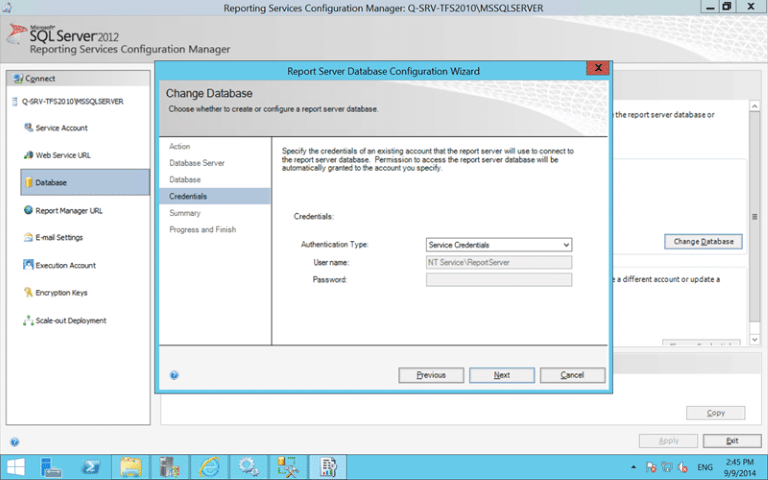 Reporting Services Configuration Manager: Q-SRV-TFS2010\MSSQLSERVER
Microsoft
SQL Server 2012
Reporting Services Configuration Manager
Connect
Q-SRV-TFS2010\MSSQLSERVER
Service Account
Web Service URL
Database
Report Manager URL
E-mail Settings
Execution Account
Encryption Keys
Scale-out Deployment
Report Server Database Configuration Wizard
X
Change Database
Choose whether to create or configure a report server database.
Action
Database Server
Database
Credentials
Summary
Progress and Finish
Specify the credentials of an existing account that the report server will use to connect to
the report server database. Permission to access the report server database will be
automatically granted to the account you specify.
Credentials:
Authentication Type:
Service Credentials
User name:
NT Service\ReportServer
Password:
Previous
Next
Cancel
the report server database or
Change Database
e a different account or update a
Copy
Apply
Exit
ENG
2:45 PM
9/9/2014